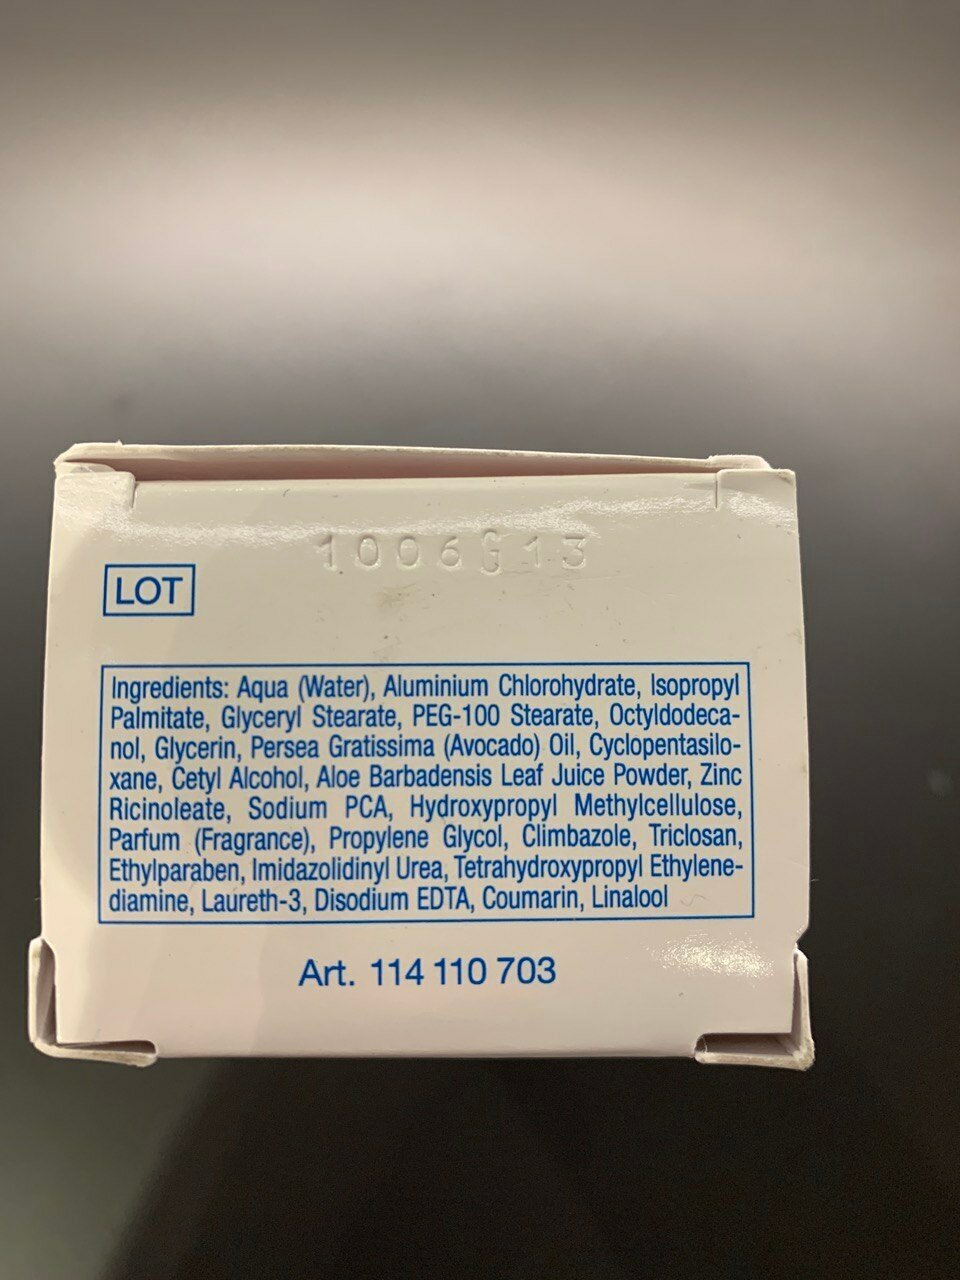 1006G13
LOT
Ingredients: Aqua (Water), Aluminium Chlorohydrate, Isopropyl
Palmitate, Glyceryl Stearate, PEG-100 Stearate, Octyldodeca-
nol, Glycerin, Persea Gratissima (Avocado) Oil, Cyclopentasilo-
xane, Cetyl Alcohol, Aloe Barbadensis Leaf Juice Powder, Zinc
Ricinoleate, Sodium PCA, Hydroxypropyl Methylcellulose,
Parfum (Fragrance), Propylene Glycol, Climbazole, Triclosan,
Ethylparaben, Imidazolidinyl Urea, Tetrahydroxypropyl Ethylene-
diamine, Laureth-3, Disodium EDTA, Coumarin, Linalool
Art. 114 110 703